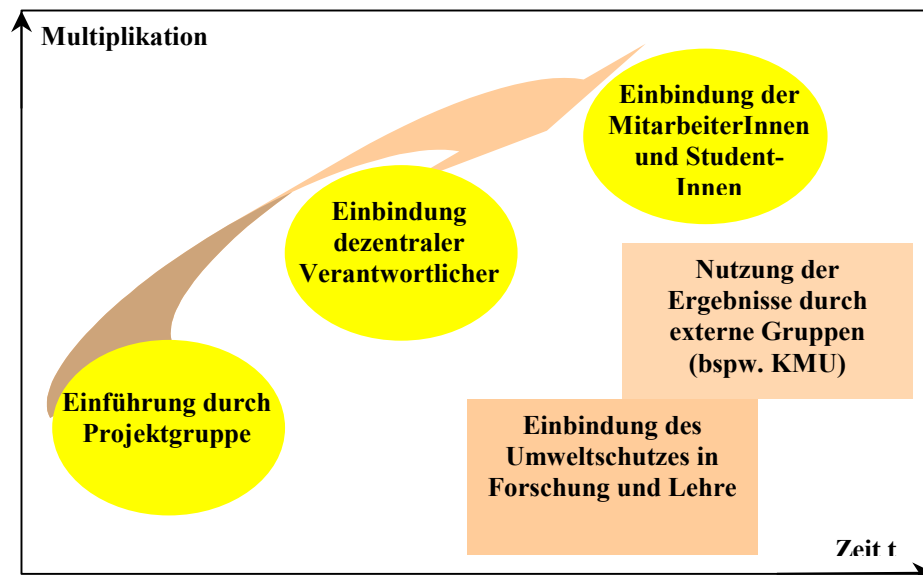 Multiplikation
Einbindung der
MitarbeiterInnen
und Student-
Innen
Einbindung
dezentraler
Verantwortlicher
Nutzung der
Ergebnisse durch
externe Gruppen
(bspw. KMU)
Einführung durch
Projektgruppe
Einbindung des
Umweltschutzes in
Forschung und Lehre
Zeit t